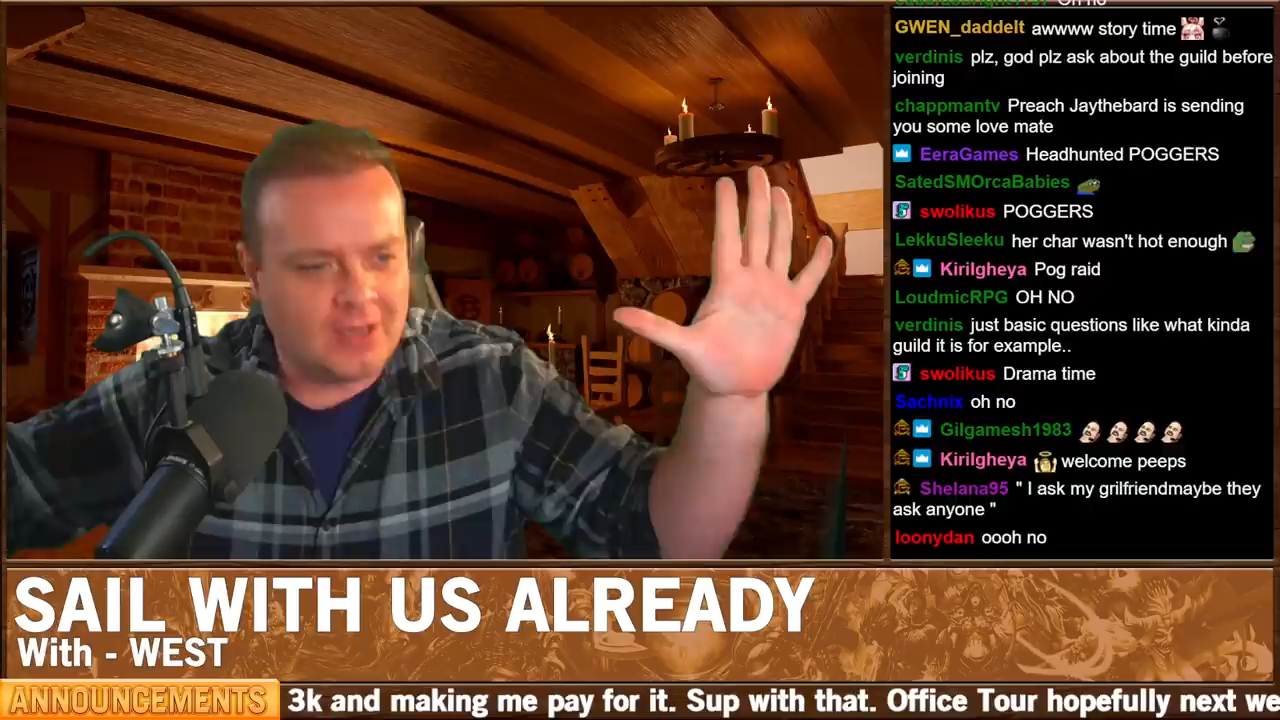 Oh no
GWEN_daddelt awwww story time
verdinis plz, god plz ask about the guild before
joining
chappmantv Preach Jaythebard is sending
you some love mate
EeraGames Headhunted POGGERS
SatedSMOrcaBabies
swolikus POGGERS
LekkuSleeku her char wasn't hot enough
Kirilgheya Pog raid
LoudmicRPG OH NO
verdinis just basic questions like what kinda
guild it is for example..
swolikus Drama time
Sachnix oh no
Gilgamesh1983
Kirilgheya welcome peeps
Shelana95 " I ask my grilfriendmaybe they
ask anyone "
loonydan oooh no
SAIL WITH US ALREADY
With - WEST
ANNOUNCEMENTS 3k and making me pay for it. Sup with that. Office Tour hopefully next we